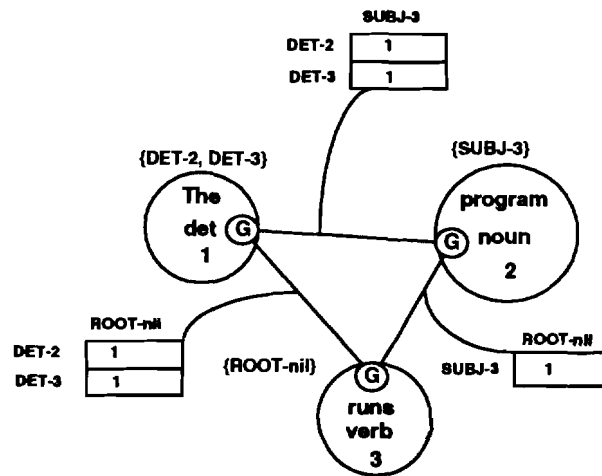 SUBJ-3
DET-2 1
DET-3 1
{DET-2, DET-3}
{SUBJ-3}
The
det
1
G
program
noun
2
G
ROOT-nil
DET-2 1
DET-3 1
{ROOT-nil}
G
runs
verb
3
ROOT-nil
SUBJ-3 1